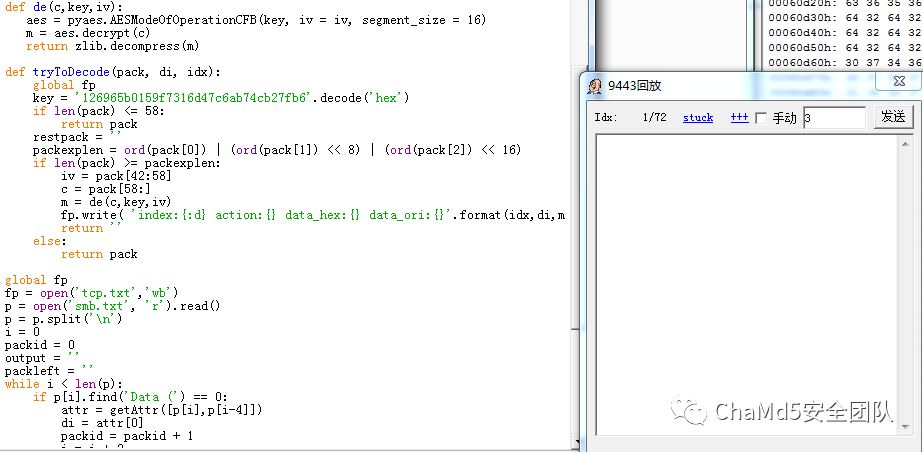 def de(c,key,iv):
    aes = pyaes.AESModeOfOperationCFB(key, iv = iv, segment_size = 16)
    m = aes.decrypt(c)
    return zlib.decompress(m)

def tryToDecode(pack, di, idx):
    global fp
    key = '126965b0159f7316d47c6ab74cb27fb6'.decode('hex')
    if len(pack) <= 58:
        return pack
    restpack = ''
    packexplen = ord(pack[0]) | (ord(pack[1]) << 8) | (ord(pack[2]) << 16)
    if len(pack) >= packexplen:
        iv = pack[42:58]
        c = pack[58:]
        m = de(c,key,iv)
        fp.write( 'index:{:d} action:{} data_hex:{} data_ori:{}'.format(idx,di,m
        return ''
    else:
        return pack

global fp
fp = open('tcp.txt','wb')
p = open('smb.txt', 'r').read()
p = p.split('\n')
i = 0
packid = 0
output = ''
packleft = ''
while i < len(p):
    if p[i].find('Data (') == 0:
        attr = getAttr([p[i],p[i-4]])
        di = attr[0]
        packid = packid + 1
00060d20h: 63 36 35 36
00060d30h: 64 32 64 32
00060d40h: 64 32 64 32
00060d50h: 64 32 64 32
00060d60h: 30 37 34 36
9443回放
Idx: 1/72 stuck +++ 手动 3 发送
ChaMd5安全团队